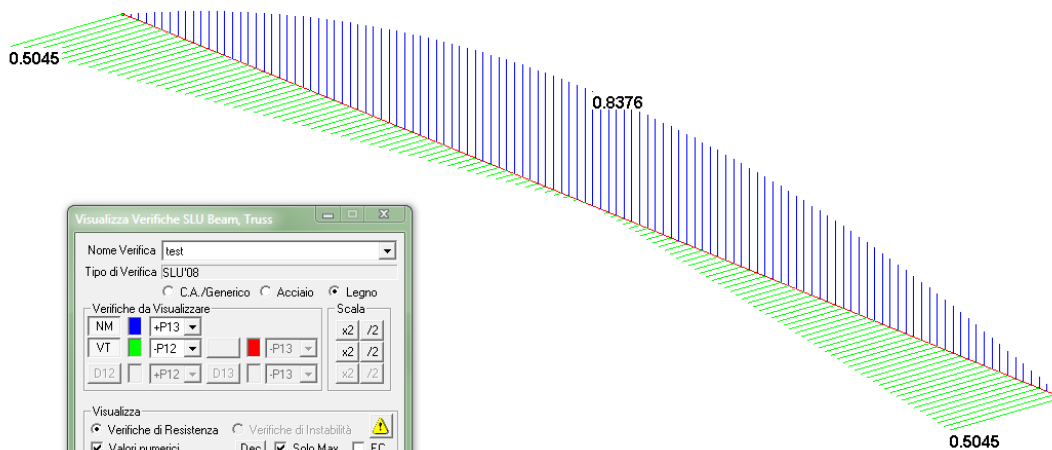 0.5045
0.8376
Visualizza Verifiche SLU Beam, Truss
Nome Verifica test
Tipo di Verifica SLU'08
C.A./Generico Acciaio Legno
Verifiche da Visualizzare Scala
NM +P13 x2 /2
VT -P12 -P13 x2 /2
D12 +P12 D13 -P13 x2 /2
Visualizza
Verifiche di Resistenza Verifiche di Instabilità
Valori numerici Dec Solo Max FC
0.5045